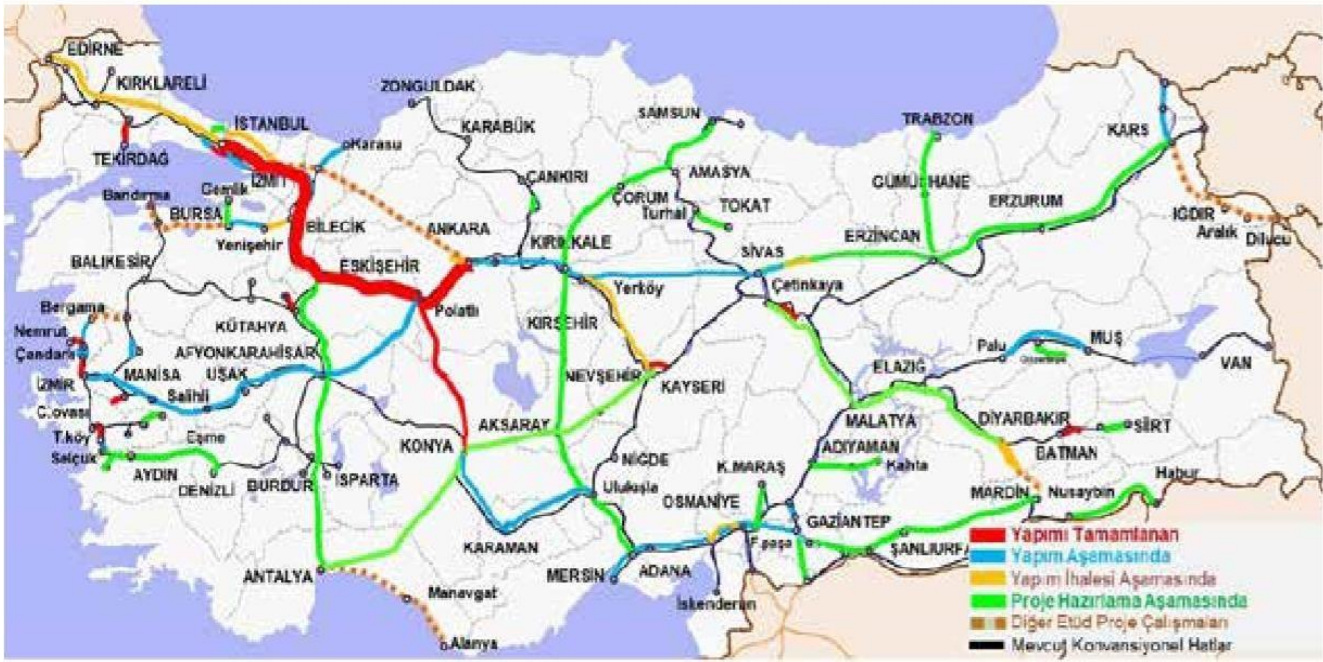 EDİRNE
KIRKLARELİ
TEKİRDAĞ
İSTANBUL
İZMİT
Karasu
ZONGULDAK
KARABÜK
ÇANKIRI
SAMSUN
AMASYA
ÇORUM
Turhal
TOKAT
TRABZON
GÜMÜŞHANE
ERZİNCAN
ERZURUM
KARS
IĞDIR
Aralık
Dilucu
Bandırma
Gemlik
BURSA
Yenişehir
BİLECİK
ANKARA
KIRIKKALE
SİVAS
Çetinkaya
BALIKESİR
ESKİŞEHİR
Polatlı
Yerköy
KIRŞEHİR
Bergama
Nemrut
Çandarlı
KÜTAHYA
AFYONKARAHİSAR
UŞAK
MANİSA
İZMİR
Salihli
NEVŞEHİR
KAYSERİ
ELAZIĞ
Palu
MUŞ
VAN
C.ovası
T.köy
Selçuk
Eşme
AYDIN
DENİZLİ
BURDUR
ISPARTA
KONYA
AKSARAY
NİĞDE
Ulukışla
MALATYA
ADIYAMAN
Kahta
DİYARBAKIR
BATMAN
SİİRT
K.MARAŞ
OSMANİYE
F.paşa
GAZİANTEP
ŞANLIURFA
MARDİN
Nusaybin
Habur
KARAMAN
ANTALYA
Manavgat
Alanya
MERSİN
ADANA
İskenderun
Yapımı Tamamlanan
Yapım Aşamasında
Yapım İhalesi Aşamasında
Proje Hazırlama Aşamasında
Diğer Etüd Proje Çalışmaları
Mevcut Konvansiyonel Hatlar